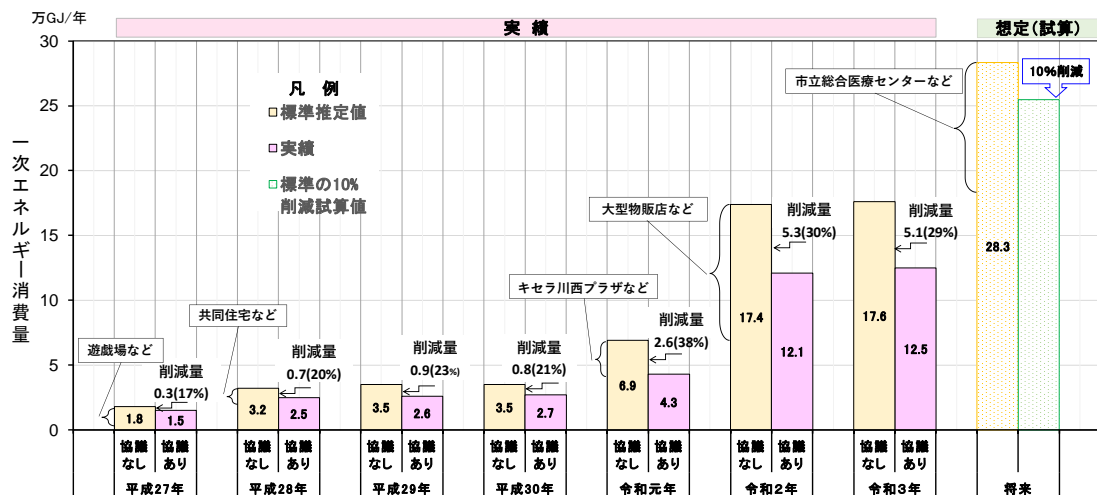 万GJ/年
実 績
想定(試算)
30
25
20
15
10
5
0
一次エネルギー消費量
凡 例
標準推定値
実績
標準の10%
削減試算値
遊戯場など
共同住宅など
キセラ川西プラザなど
大型物販店など
市立総合医療センターなど
10%削減
削減量
0.3(17%)
削減量
0.7(20%)
削減量
0.9(23%)
削減量
0.8(21%)
削減量
2.6(38%)
削減量
5.3(30%)
削減量
5.1(29%)
1.8
1.5
3.2
2.5
3.5
2.6
3.5
2.7
6.9
4.3
17.4
12.1
17.6
12.5
28.3
協議なし
協議あり
協議なし
協議あり
協議なし
協議あり
協議なし
協議あり
協議なし
協議あり
協議なし
協議あり
協議なし
協議あり
平成27年
平成28年
平成29年
平成30年
令和元年
令和2年
令和3年
将来